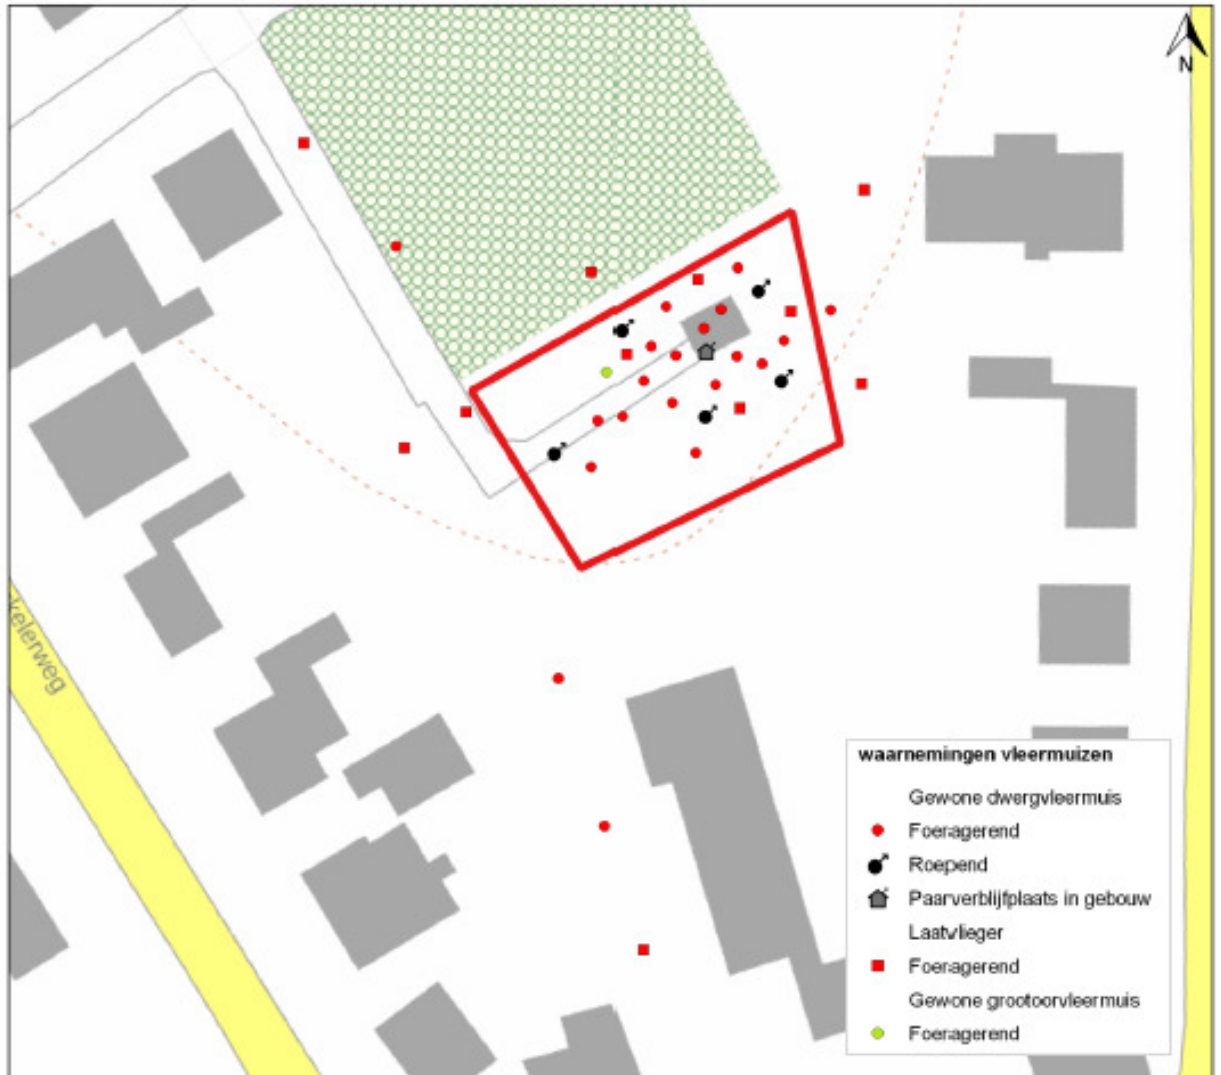 N
kelerweg
waarnemingen vleermuizen
Gewone dwergvleermuis
Foeragerend
Roepend
Paarverblijfplaats in gebouw
Laatvlieger
Foeragerend
Gewone grootoorvleermuis
Foeragerend